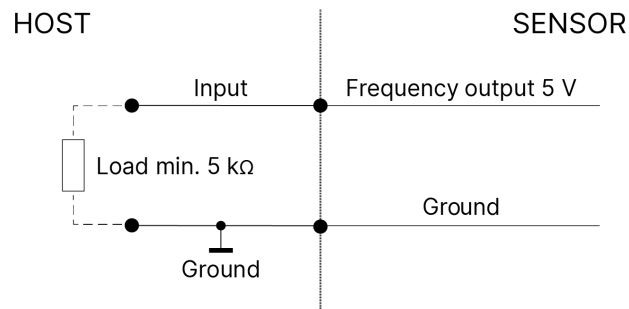 HOST
SENSOR
Input
Frequency output 5 V
Load min. 5 kΩ
Ground
Ground